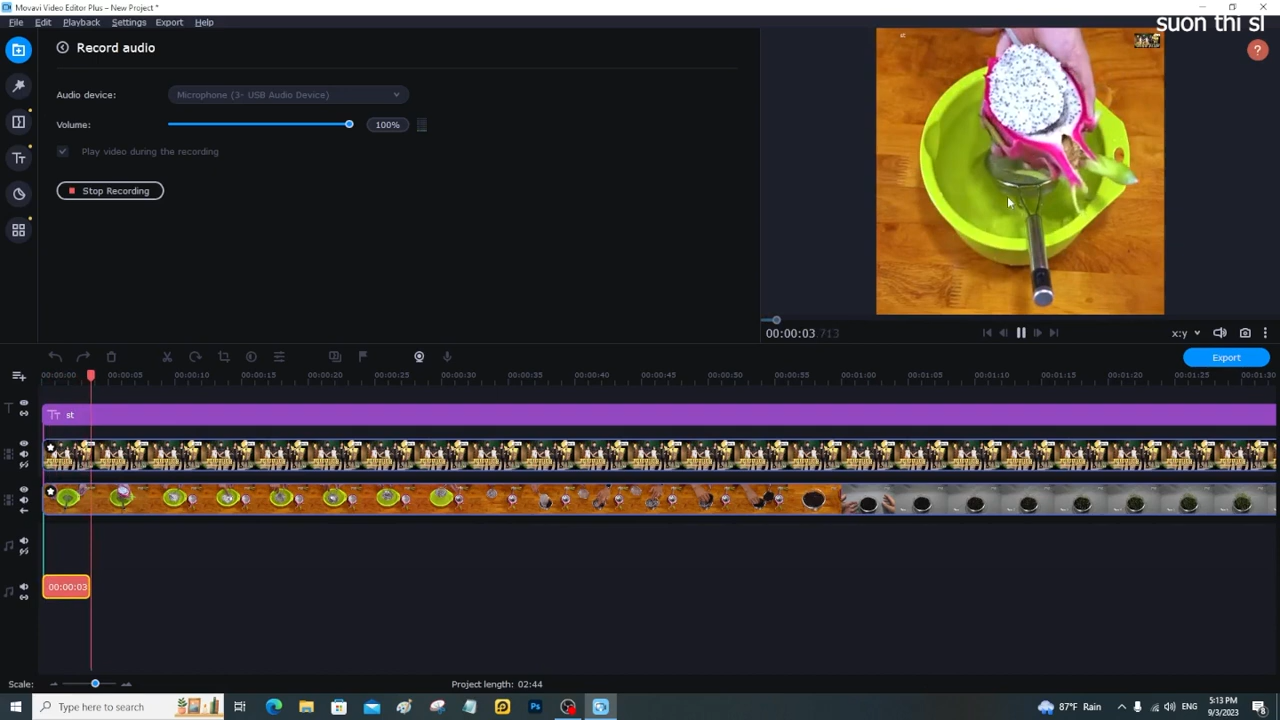 Movavi Video Editor Plus – New Project *
File Edit Playback Settings Export Help
suon thi sl
Record audio
Audio device: Microphone (3- USB Audio Device)
Volume: 100%
Play video during the recording
Stop Recording
00:00:03 713
x:y
Export
00:00:00 00:00:05 00:00:10 00:00:15 00:00:20 00:00:25 00:00:30 00:00:35 00:00:40 00:00:45 00:00:50 00:00:55 00:01:00 00:01:05 00:01:10 00:01:15 00:01:20 00:01:25 00:01:30
st
00:00:03
Scale:
Project length: 02:44
Type here to search
87°F Rain
ENG
5:13 PM
9/3/2023
8